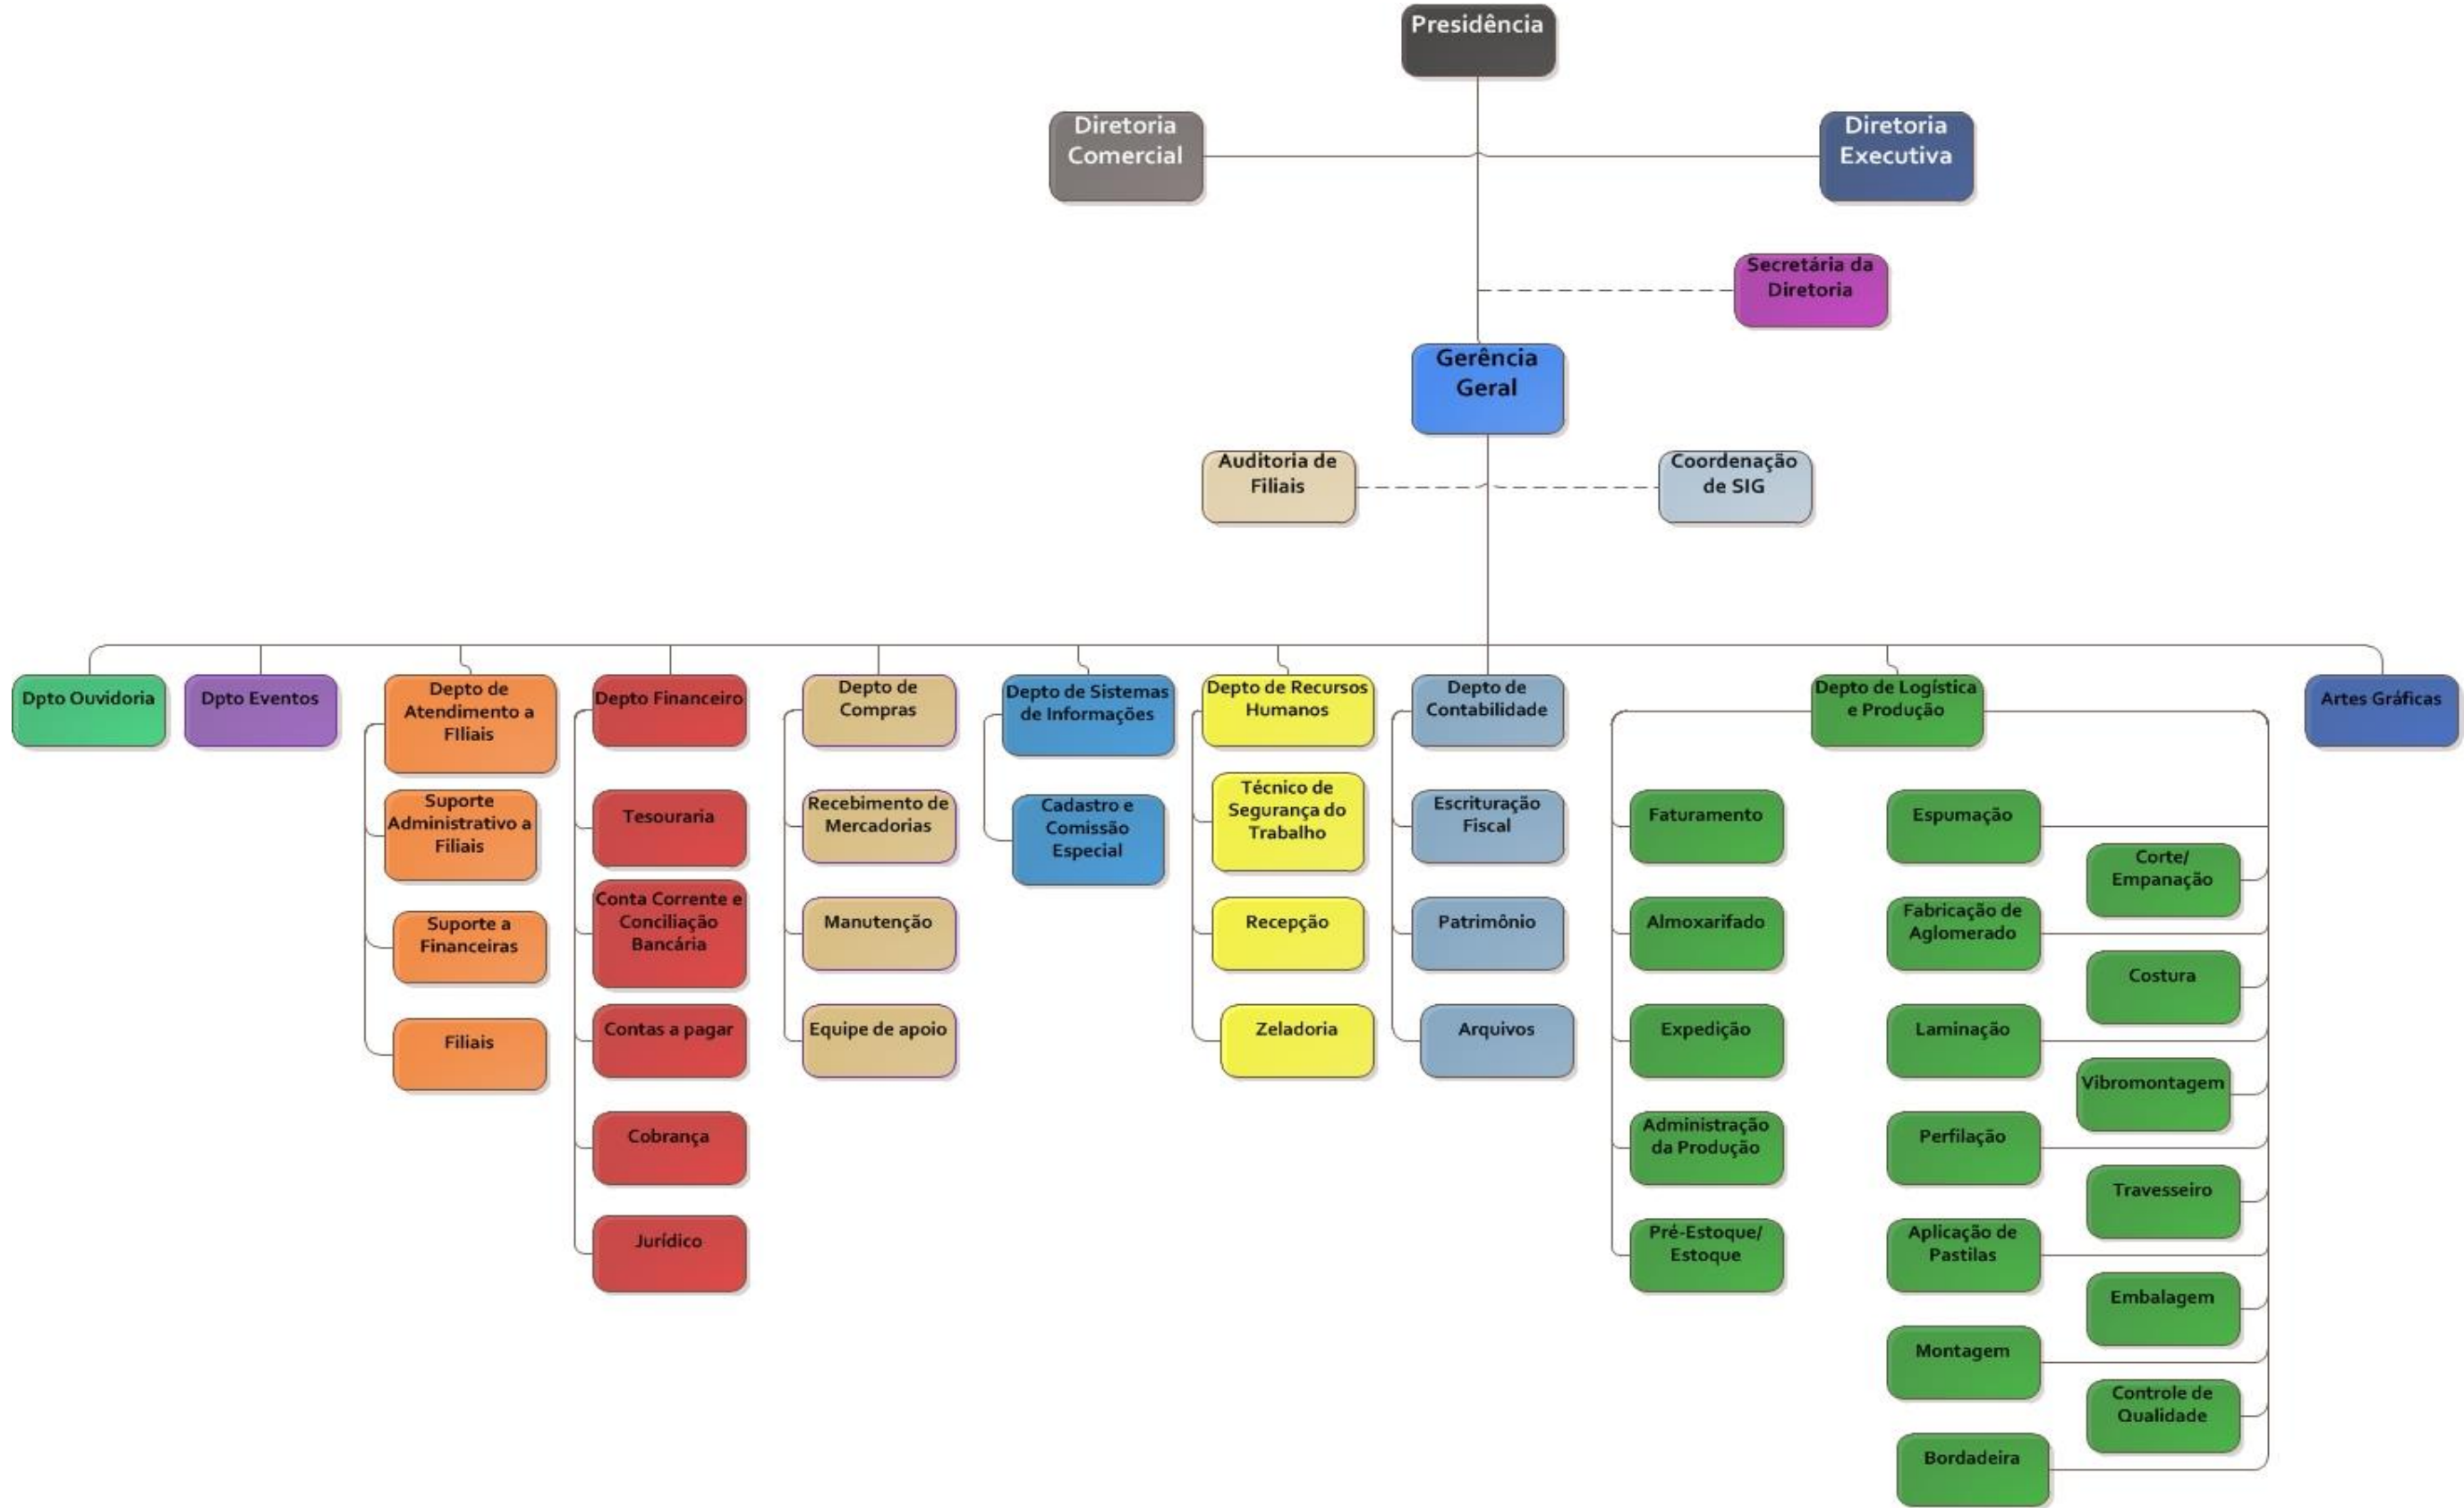 Presidência
Diretoria
Comercial
Diretoria
Executiva
Secretária da
Diretoria
Gerência
Geral
Auditoria de
Filiais
Coordenação
de SIG
Dpto Ouvidoria
Dpto Eventos
Depto de
Atendimento a
FIliais
Suporte
Administrativo a
Filiais
Suporte a
Financeiras
Filiais
Depto Financeiro
Tesouraria
Conta Corrente e
Conciliação
Bancária
Contas a pagar
Cobrança
Jurídico
Depto de
Compras
Recebimento de
Mercadorias
Manutenção
Equipe de apoio
Depto de Sistemas
de Informações
Cadastro e
Comissão
Especial
Depto de Recursos
Humanos
Técnico de
Segurança do
Trabalho
Recepção
Zeladoria
Depto de
Contabilidade
Escrituração
Fiscal
Patrimônio
Arquivos
Depto de Logística
e Produção
Faturamento
Almoxarifado
Expedição
Administração
da Produção
Pré-Estoque/
Estoque
Espumação
Corte/
Empanação
Fabricação de
Aglomerado
Costura
Laminação
Vibromontagem
Perfilação
Travesseiro
Aplicação de
Pastilas
Embalagem
Montagem
Controle de
Qualidade
Bordadeira
Artes Gráficas